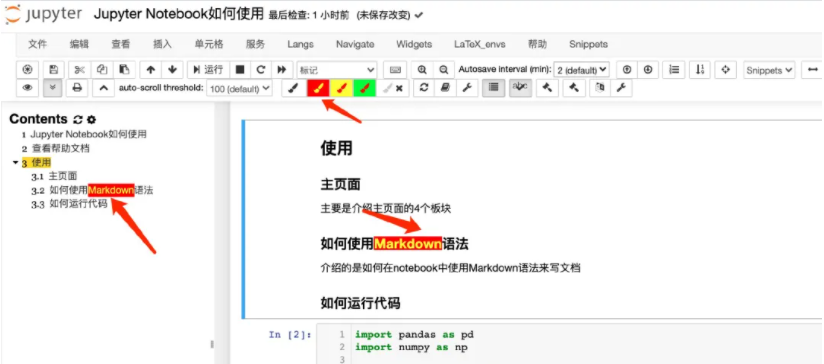 jupyter Jupyter Notebook如何使用 最后检查: 1 小时前 (未保存改变)
文件 编辑 查看 插入 单元格 服务 Langs Navigate Widgets LaTeX_envs 帮助 Snippets
运行 标记 Autosave interval (min): 2 (default) Snippets
auto-scroll threshold: 100 (default)
Contents
1 Jupyter Notebook如何使用
2 查看帮助文档
3 使用
3.1 主页面
3.2 如何使用Markdown语法
3.3 如何运行代码
使用
主页面
主要是介绍主页面的4个板块
如何使用Markdown语法
介绍的是如何在notebook中使用Markdown语法来写文档
如何运行代码
In [2]:
1 import pandas as pd
2 import numpy as np
3